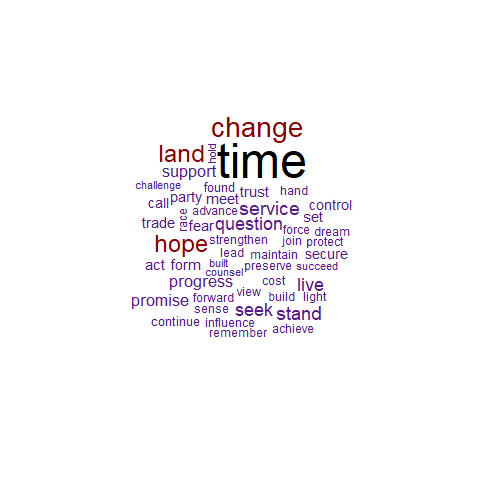 change
land hold time
support
challenge found trust hand
call party meet
race advance service control
trade fear question set
force dream
hope strengthen join protect
lead maintain secure
act form built preserve succeed
counsel
progress cost live
view
promise forward build light
sense seek stand
continue influence
remember achieve